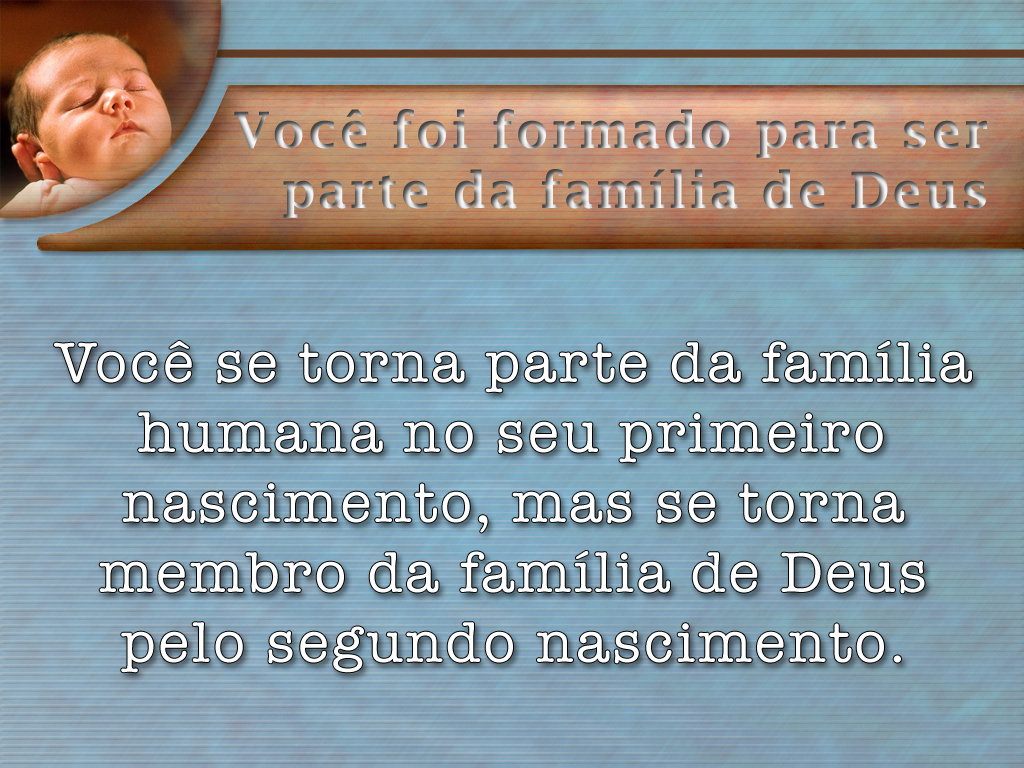 Você foi formado para ser
parte da família de Deus
Você se torna parte da família
humana no seu primeiro
nascimento, mas se torna
membro da família de Deus
pelo segundo nascimento.